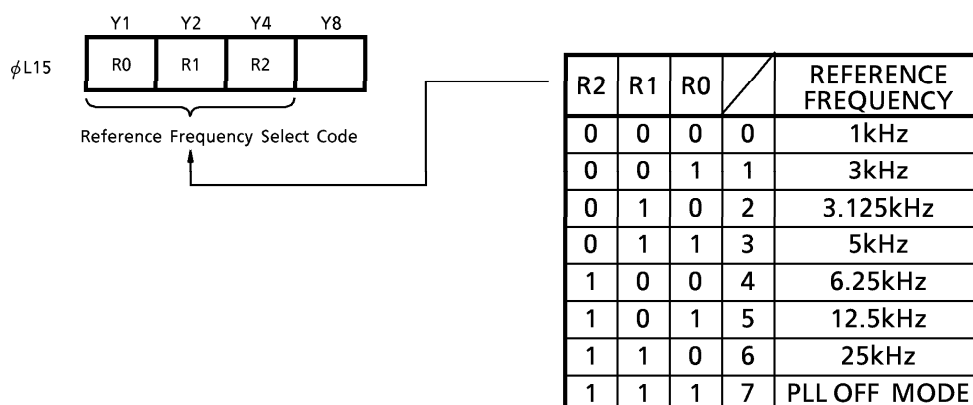 Y1 Y2 Y4 Y8
ϕL15 R0 R1 R2
Reference Frequency Select Code
R2 R1 R0 REFERENCE FREQUENCY
0 0 0 0 1kHz
0 0 1 1 3kHz
0 1 0 2 3.125kHz
0 1 1 3 5kHz
1 0 0 4 6.25kHz
1 0 1 5 12.5kHz
1 1 0 6 25kHz
1 1 1 7 PLL OFF MODE